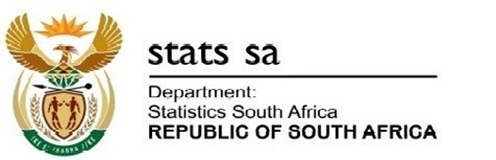 stats sa
Department:
Statistics South Africa
REPUBLIC OF SOUTH AFRICA